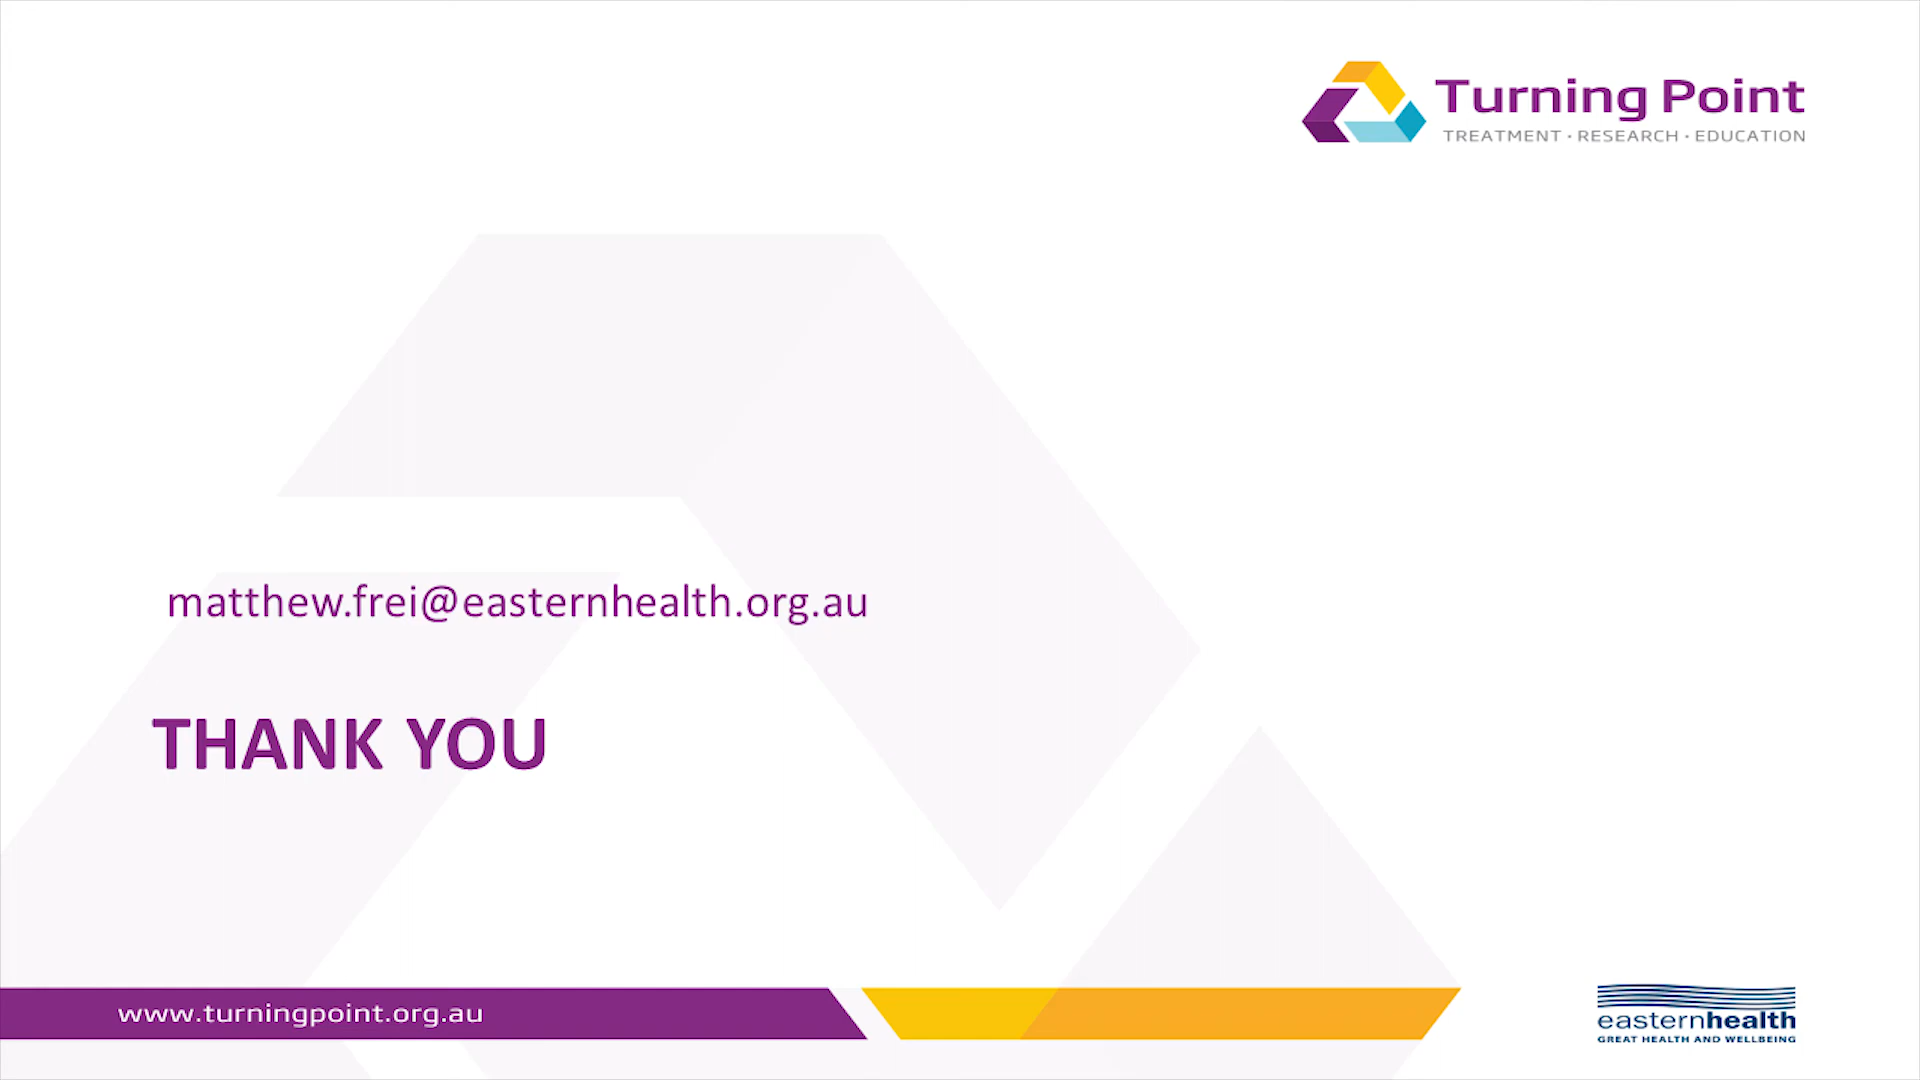 Turning Point
TREATMENT • RESEARCH • EDUCATION
matthew.frei@easternhealth.org.au
THANK YOU
www.turningpoint.org.au
easternhealth
GREAT HEALTH AND WELLBEING